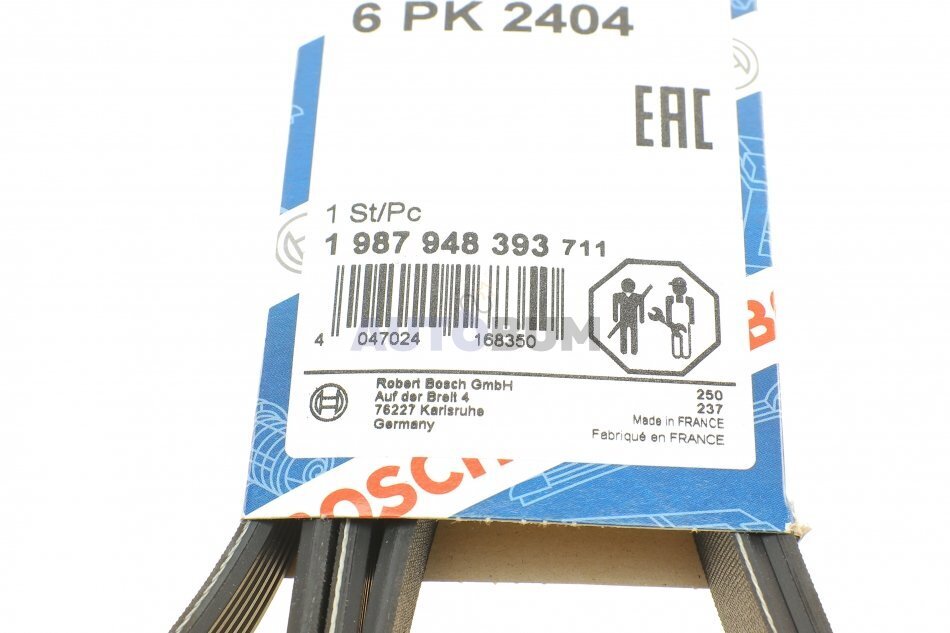 6 PK 2404
EAC
1 St/Pc
1 987 948 393 711
4 047024 168350
AUTOBUM
Robert Bosch GmbH
Auf der Breit 4
76227 Karlsruhe
Germany
250
237
Made in FRANCE
Fabriqué en FRANCE
BOSCH
B